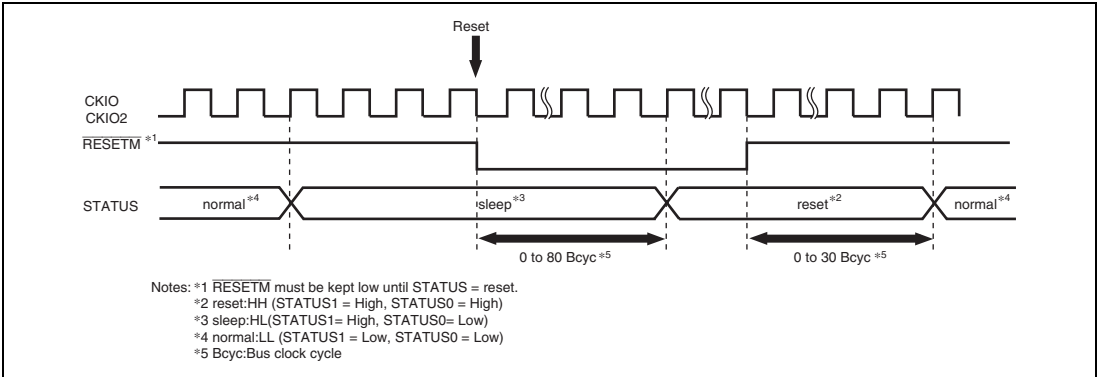 Reset
CKIO
CKIO2
RESETM *1
STATUS
normal*4 sleep*3 reset*2 normal*4
0 to 80 Bcyc *5 0 to 30 Bcyc *5
Notes: *1 RESETM must be kept low until STATUS = reset.
*2 reset:HH (STATUS1 = High, STATUS0 = High)
*3 sleep:HL(STATUS1= High, STATUS0= Low)
*4 normal:LL (STATUS1 = Low, STATUS0 = Low)
*5 Bcyc:Bus clock cycle